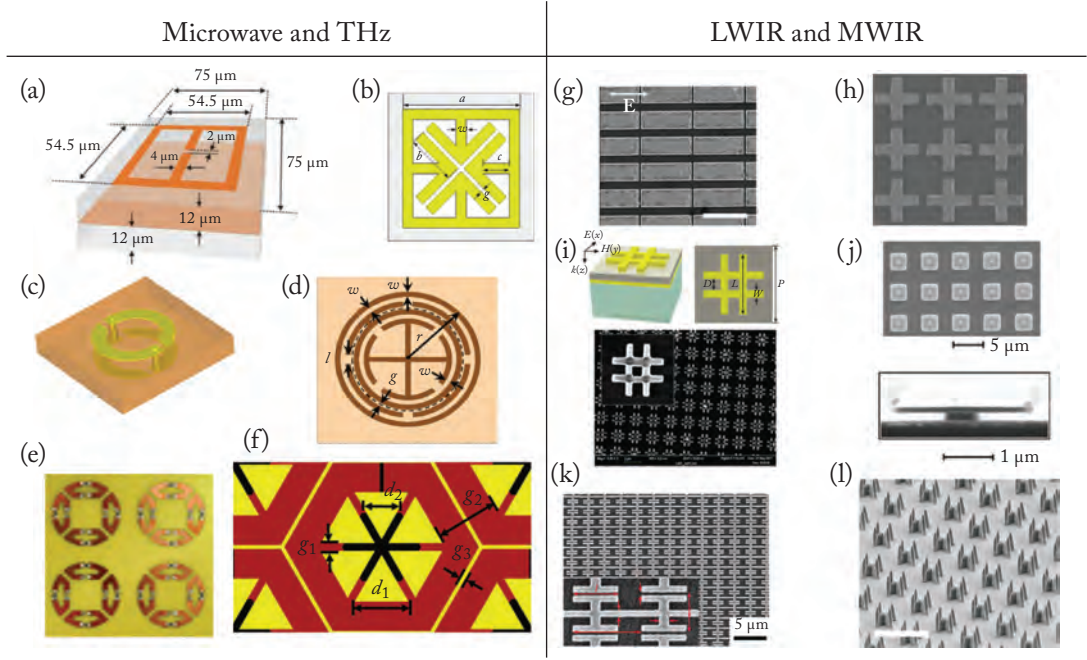 Microwave and THz
LWIR and MWIR
(a)
75 µm
54.5 µm
54.5 µm
2 µm
4 µm
75 µm
12 µm
12 µm
(b)
a
w
b
c
g
(c)
(d)
w
w
r
l
g
w
(e)
(f)
d2
g2
g1
g3
d1
(g)
E
(h)
(i)
E(x)
H(y)
k(z)
D
L
W
P
(j)
5 µm
1 µm
(k)
5 µm
(l)